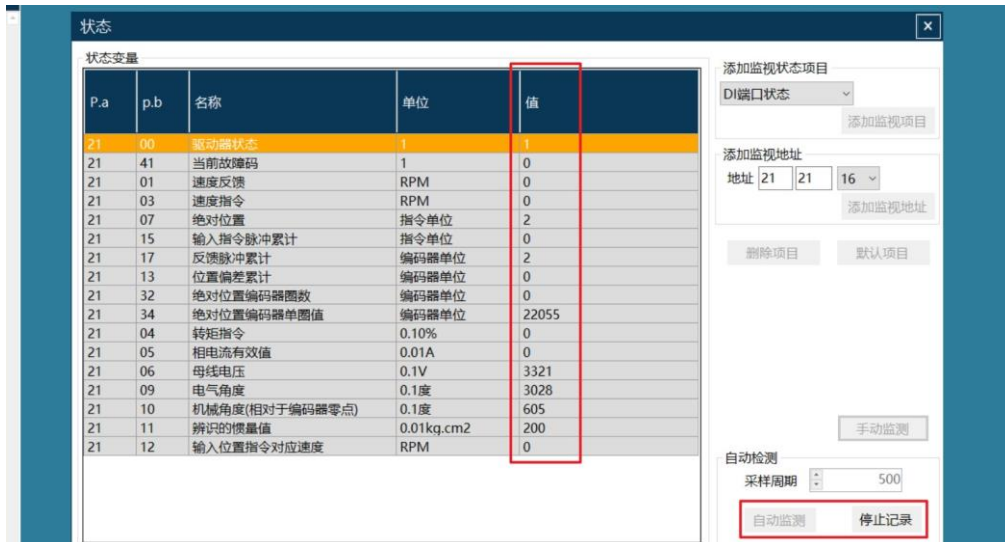 状态
x
状态变量
P.a p.b 名称 单位 值
21 00 驱动器状态 1 1
21 41 当前故障码 1 0
21 01 速度反馈 RPM 0
21 03 速度指令 RPM 0
21 07 绝对位置 指令单位 2
21 15 输入指令脉冲累计 指令单位 0
21 17 反馈脉冲累计 编码器单位 2
21 13 位置偏差累计 编码器单位 0
21 32 绝对位置编码器圈数 编码器单位 0
21 34 绝对位置编码器单圈值 编码器单位 22055
21 04 转矩指令 0.10% 0
21 05 相电流有效值 0.01A 0
21 06 母线电压 0.1V 3321
21 09 电气角度 0.1度 3028
21 10 机械角度(相对于编码器零点) 0.1度 605
21 11 辨识的惯量值 0.01kg.cm2 200
21 12 输入位置指令对应速度 RPM 0
添加监视状态项目
DI端口状态
添加监视项目
添加监视地址
地址 21 21 16
添加监视地址
删除项目 默认项目
手动监测
自动检测
采样周期 500
自动监测 停止记录